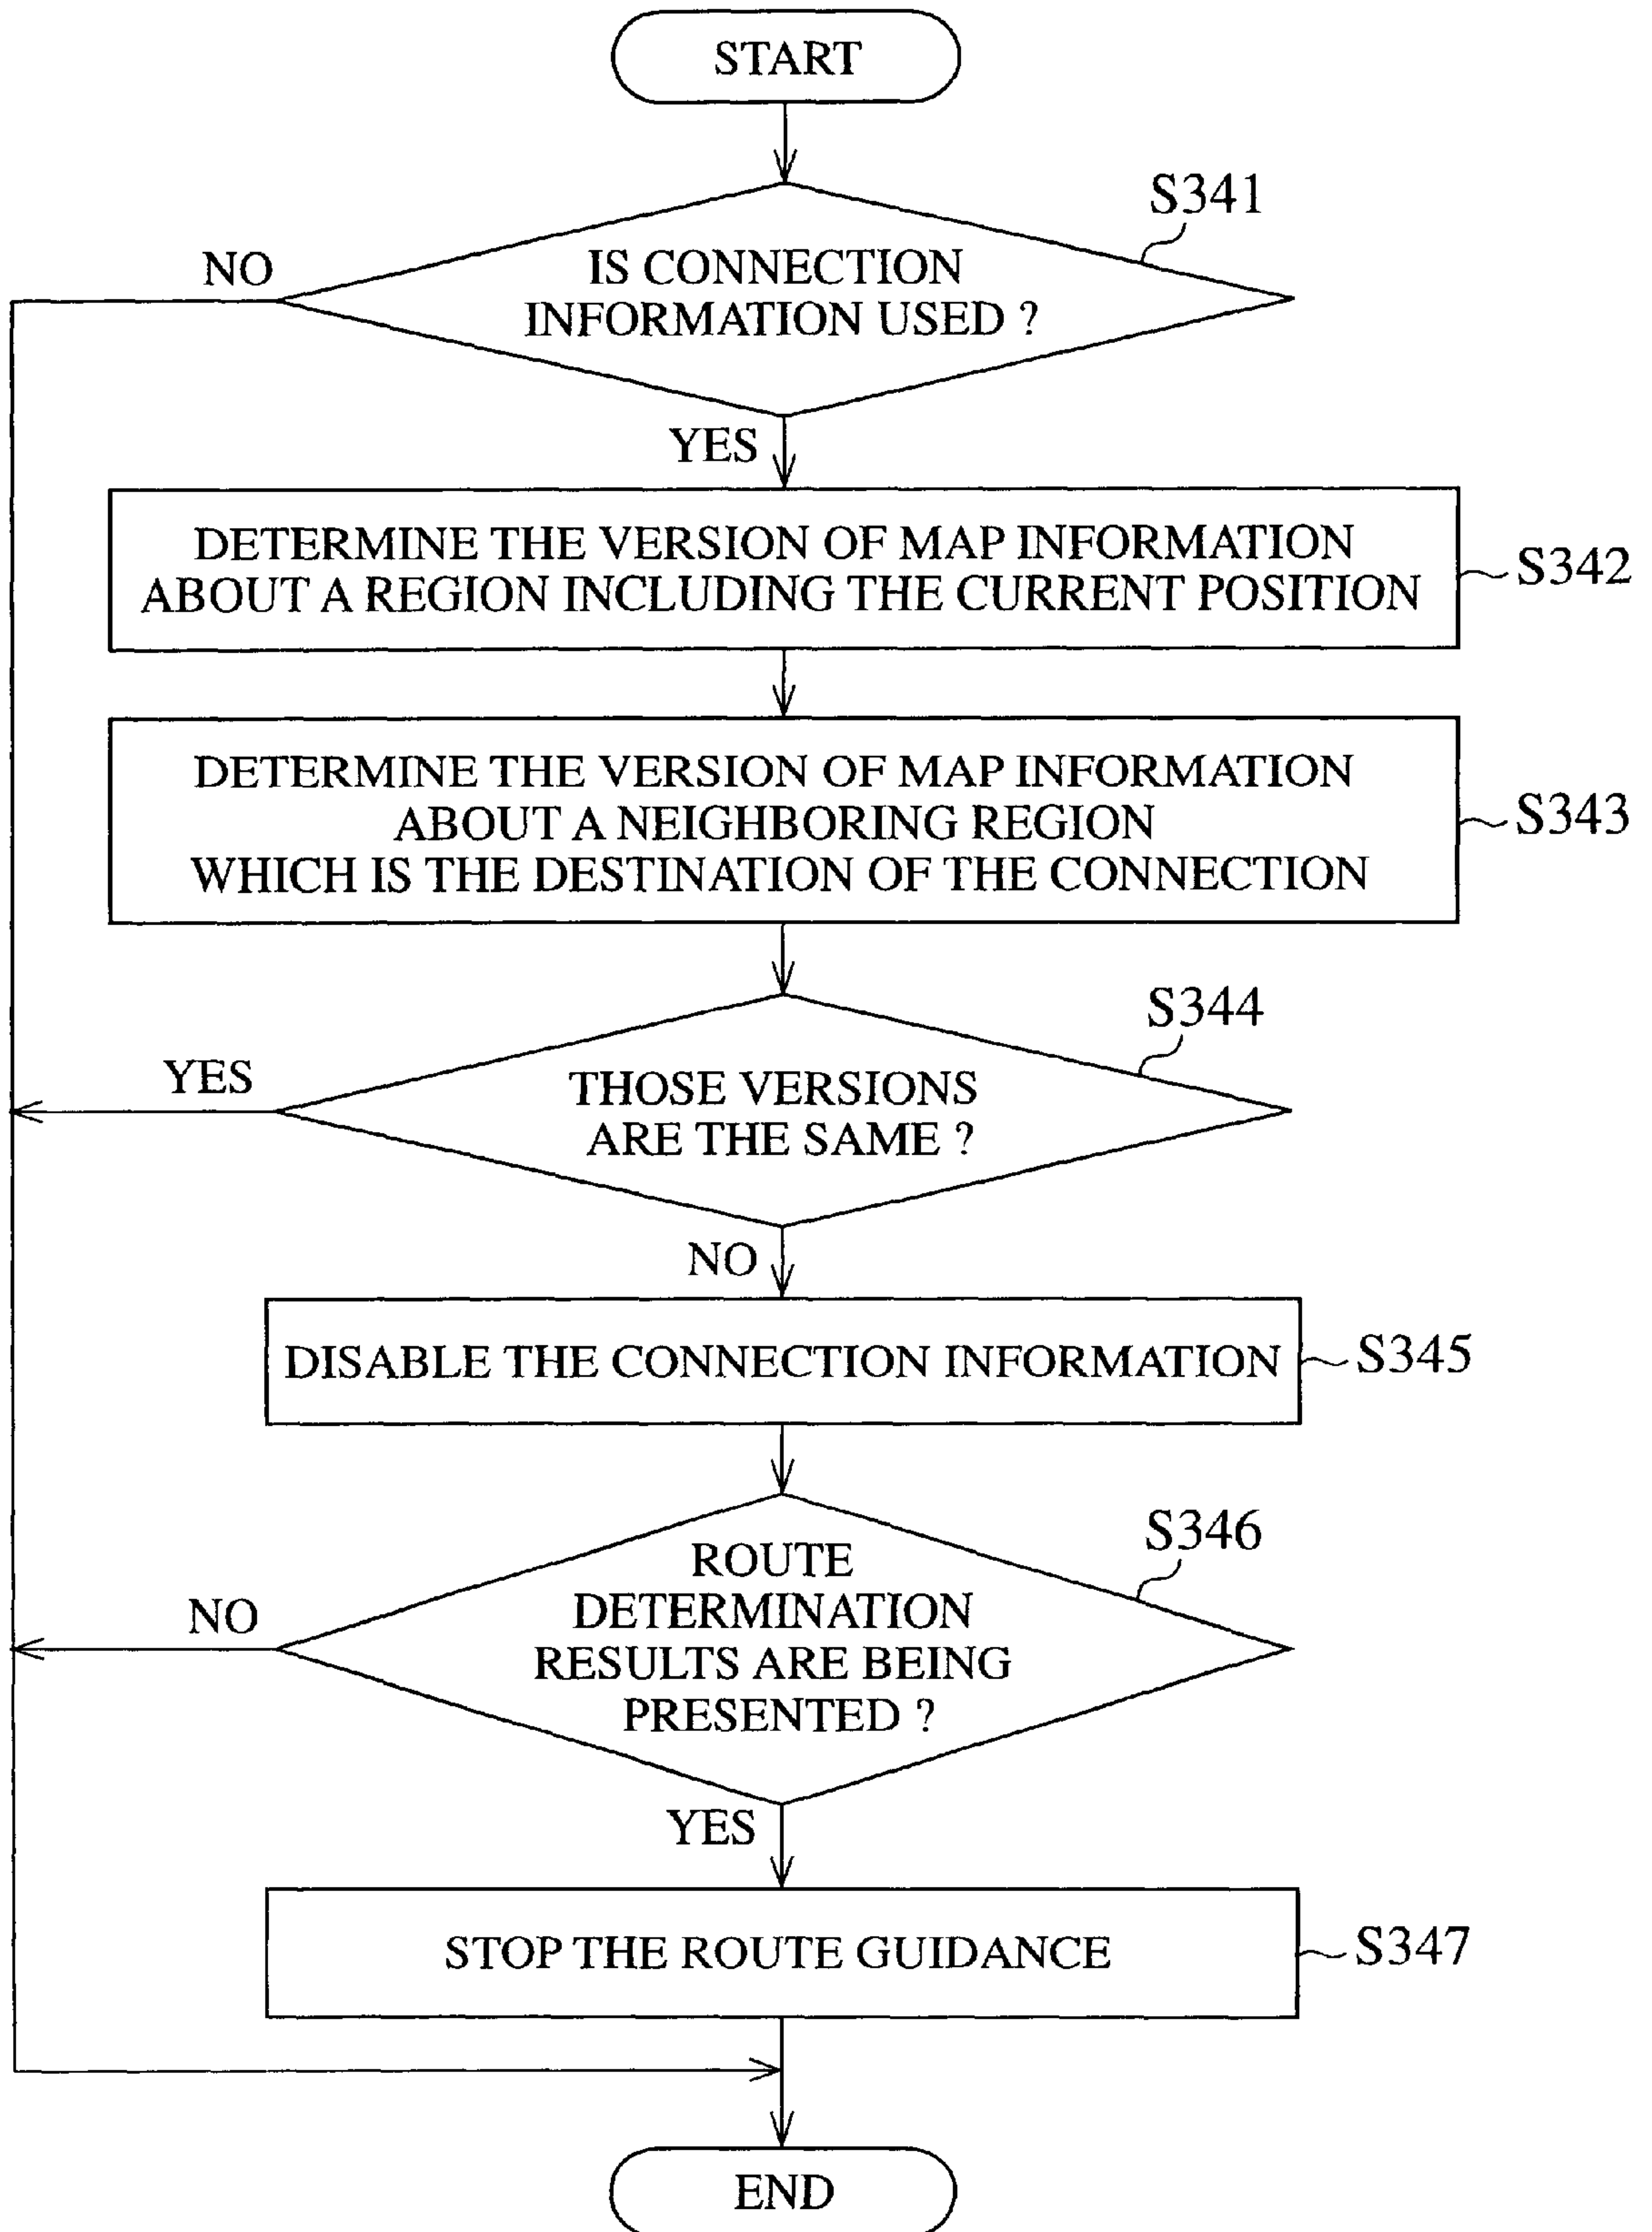 START
S341
NO
IS CONNECTION
INFORMATION USED ?
YES
DETERMINE THE VERSION OF MAP INFORMATION
ABOUT A REGION INCLUDING THE CURRENT POSITION
S342
DETERMINE THE VERSION OF MAP INFORMATION
ABOUT A NEIGHBORING REGION
WHICH IS THE DESTINATION OF THE CONNECTION
S343
S344
YES
THOSE VERSIONS
ARE THE SAME ?
NO
DISABLE THE CONNECTION INFORMATION
S345
S346
NO
ROUTE
DETERMINATION
RESULTS ARE BEING
PRESENTED ?
YES
STOP THE ROUTE GUIDANCE
S347
END